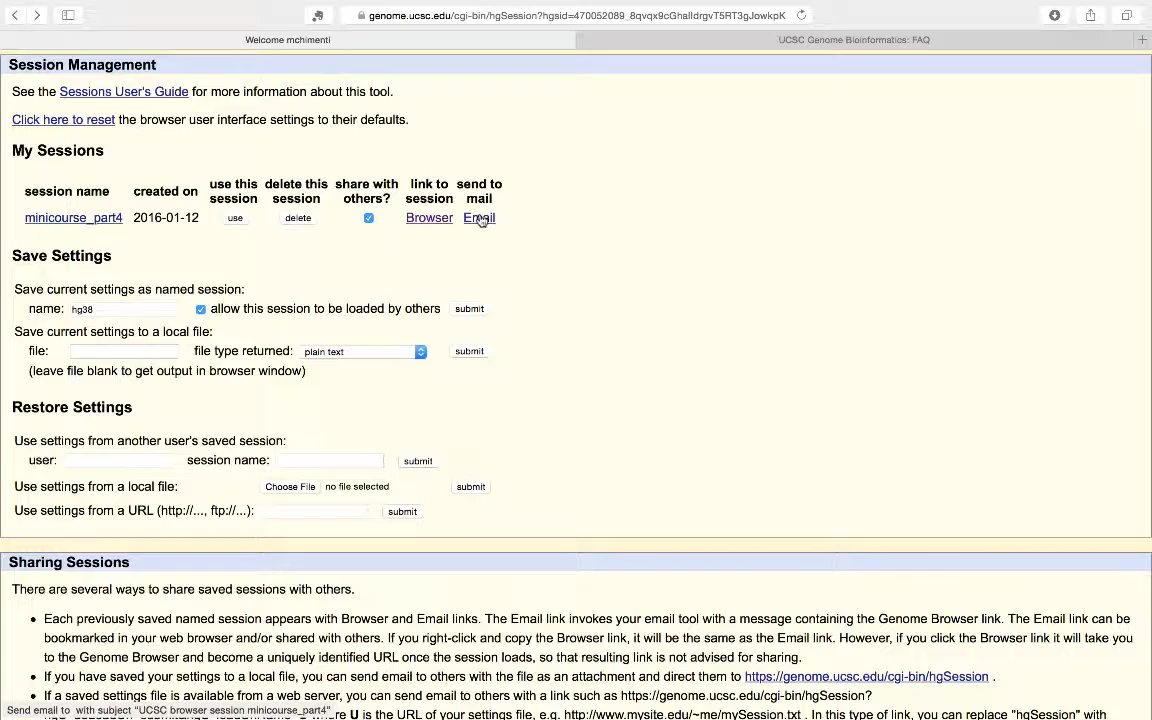 genome.ucsc.edu/cgi-bin/hgSession?hgsid=470052089_8qvqx9cGhalIdrgvT5RT3gJowkpK
Welcome mchimenti
UCSC Genome Bioinformatics: FAQ
Session Management
See the Sessions User's Guide for more information about this tool.
Click here to reset the browser user interface settings to their defaults.
My Sessions
session name created on use this session delete this session share with others? link to session send to mail
minicourse_part4 2016-01-12 use delete Browser Email
Save Settings
Save current settings as named session:
name: hg38 allow this session to be loaded by others submit
Save current settings to a local file:
file: file type returned: plain text submit
(leave file blank to get output in browser window)
Restore Settings
Use settings from another user's saved session:
user: session name: submit
Use settings from a local file: Choose File no file selected submit
Use settings from a URL (http://..., ftp://...): submit
Sharing Sessions
There are several ways to share saved sessions with others.
Each previously saved named session appears with Browser and Email links. The Email link invokes your email tool with a message containing the Genome Browser link. The Email link can be
bookmarked in your web browser and/or shared with others. If you right-click and copy the Browser link, it will be the same as the Email link. However, if you click the Browser link it will take you
to the Genome Browser and become a uniquely identified URL once the session loads, so that resulting link is not advised for sharing.
If you have saved your settings to a local file, you can send email to others with the file as an attachment and direct them to https://genome.ucsc.edu/cgi-bin/hgSession .
If a saved settings file is available from a web server, you can send email to others with a link such as https://genome.ucsc.edu/cgi-bin/hgSession?
U is the URL of your settings file, e.g. http://www.mysite.edu/~me/mySession.txt . In this type of link, you can replace "hgSession" with
Send email to with subject "UCSC browser session minicourse_part4"